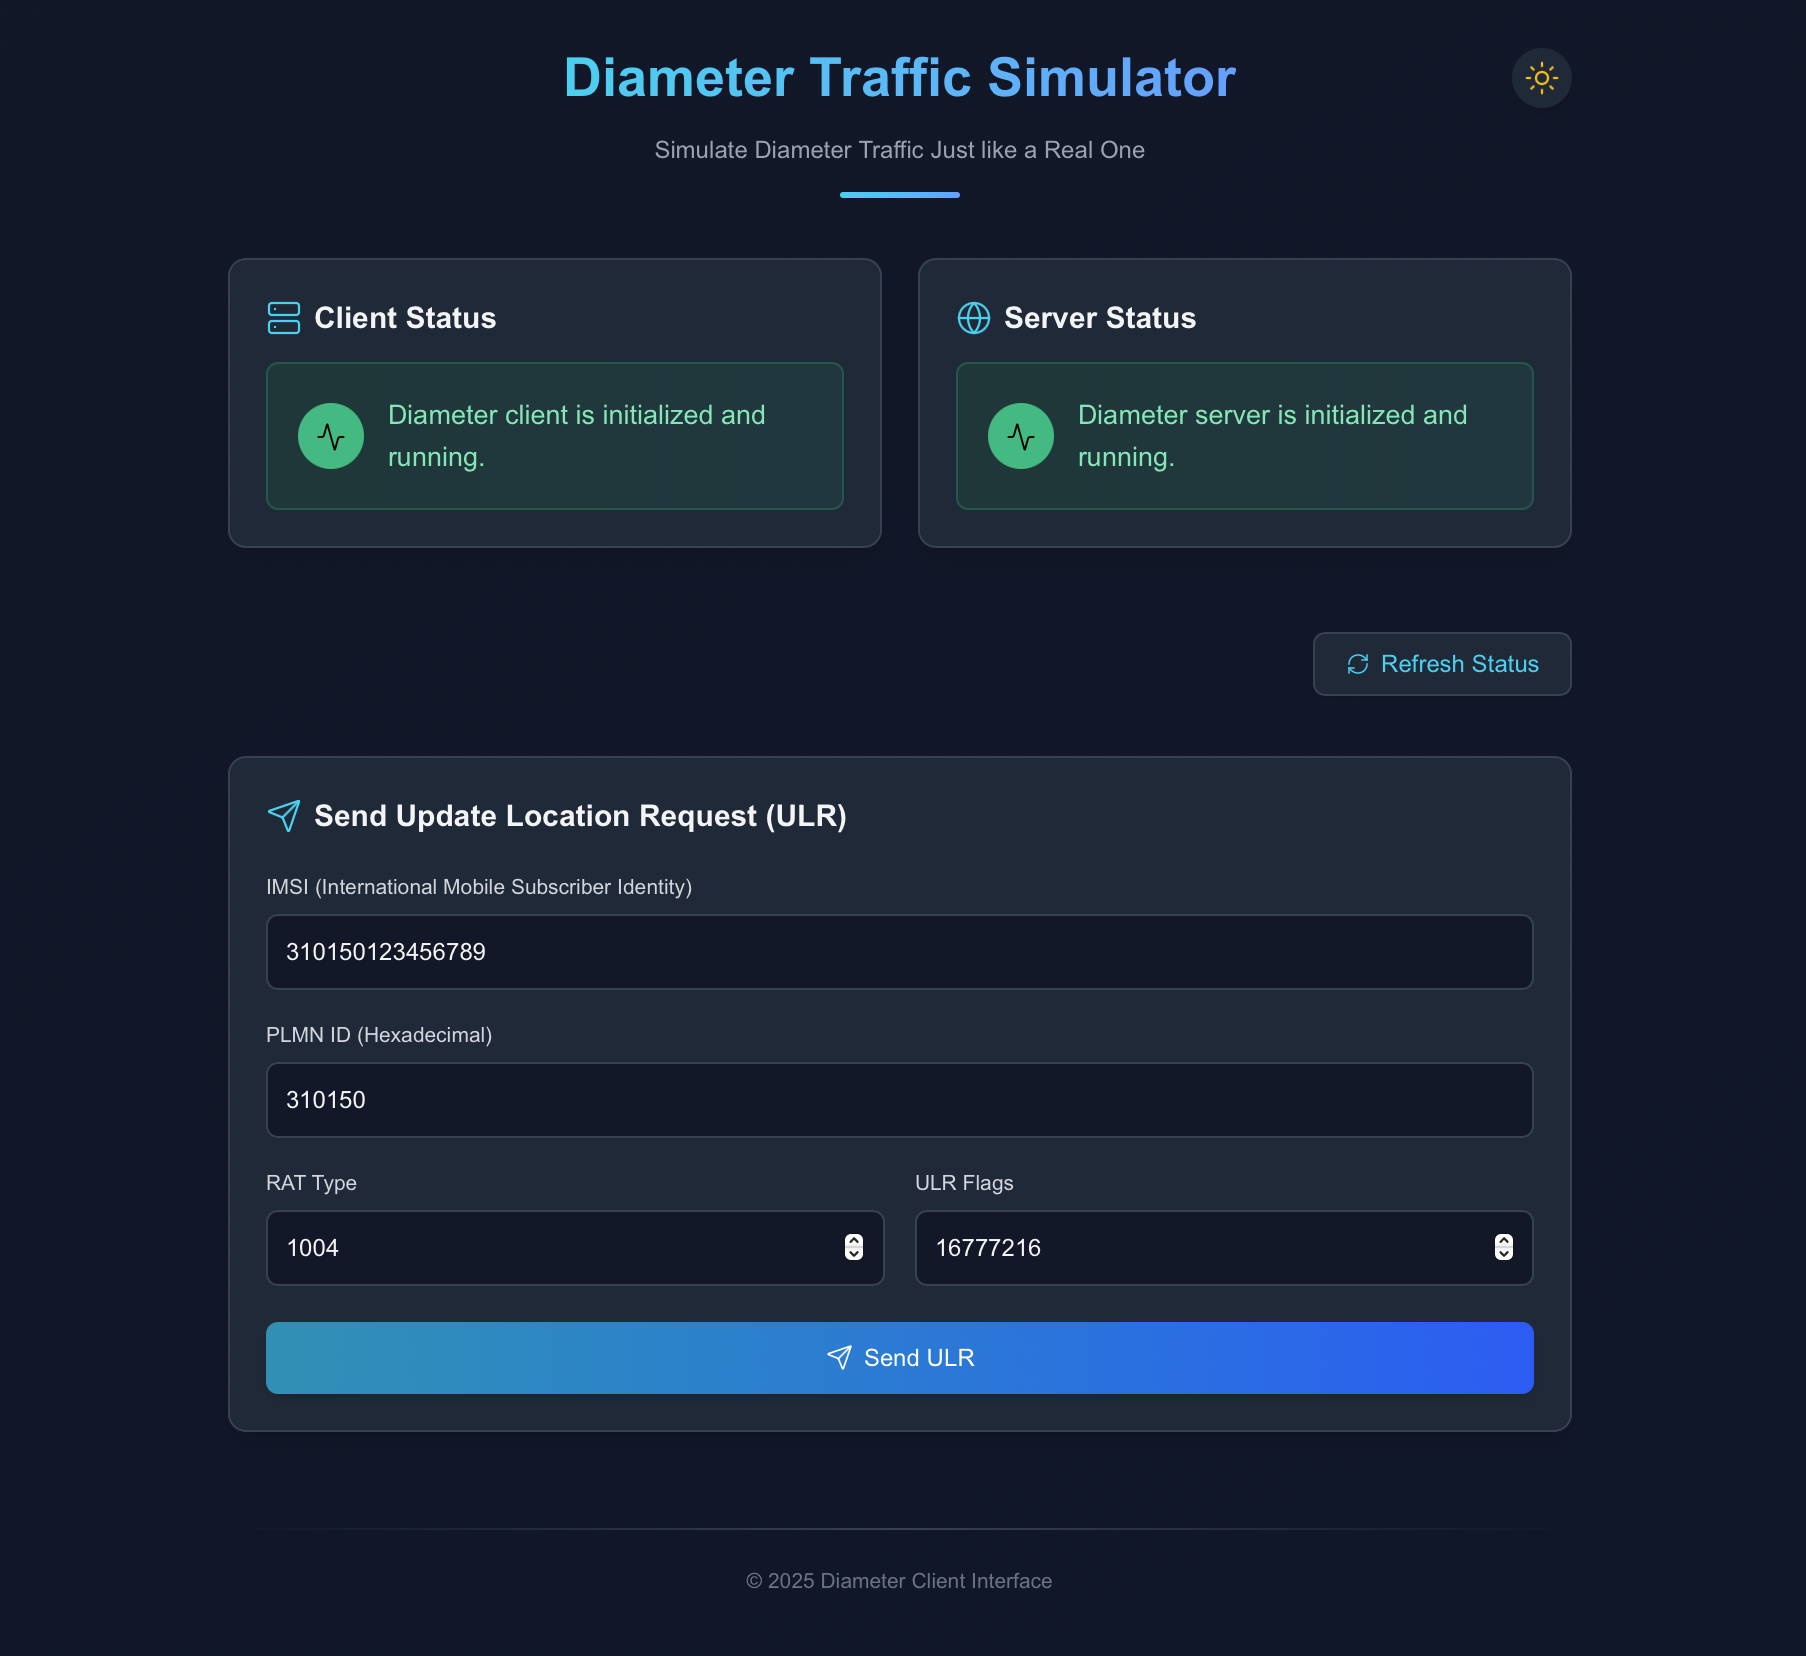 Diameter Traffic Simulator
Simulate Diameter Traffic Just like a Real One
Client Status
Diameter client is initialized and
running.
Server Status
Diameter server is initialized and
running.
Refresh Status
Send Update Location Request (ULR)
IMSI (International Mobile Subscriber Identity)
310150123456789
PLMN ID (Hexadecimal)
310150
RAT Type
1004
ULR Flags
16777216
Send ULR
© 2025 Diameter Client Interface